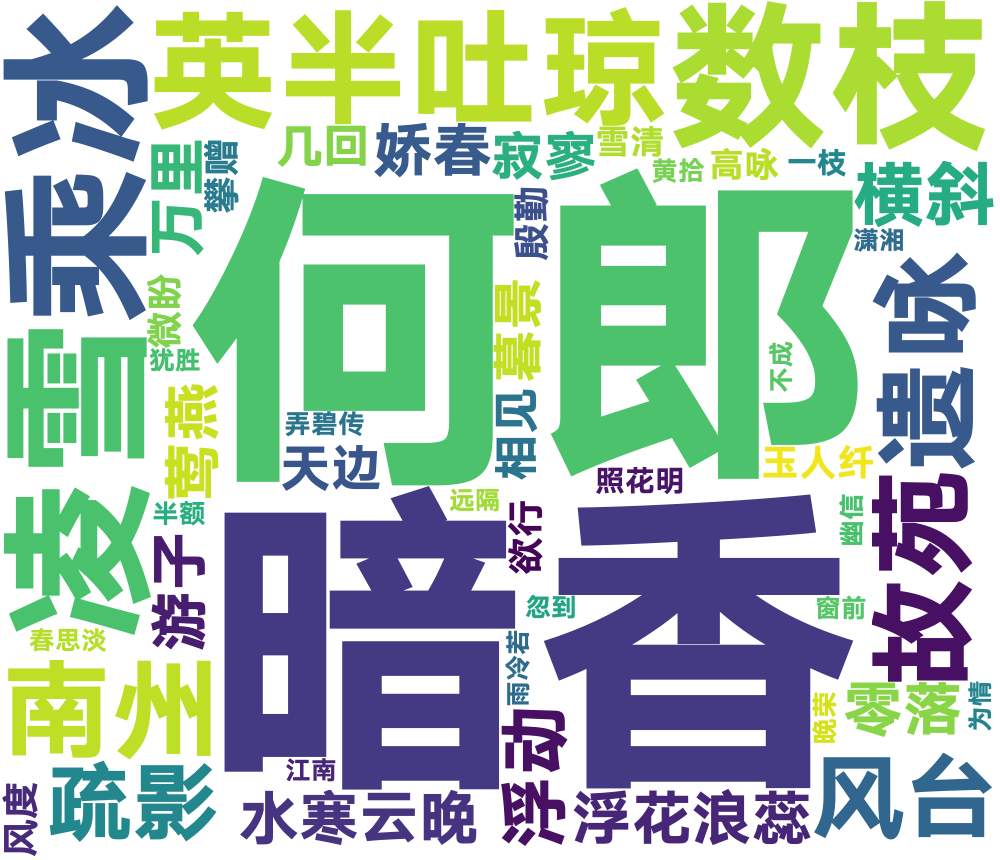 英半吐琼
数枝
乘冰
几回
娇春
寂寥
雪清
黄拾
高咏
一枝
万里
攀赠
横斜
潇湘
何郎
殷勤
微盼
犹胜
暮景
不成
遗咏
凌雪
莺燕
弄碧传
天边
相见
照花明
玉人纤
半额
远隔
欲行
幽信
故苑
暗香
游子
忽到
窗前
春思淡
雨冷若
南州
晚荣
零落
为情
浮动
江南
风度
疏影
水寒云晚
浮花浪蕊
风台